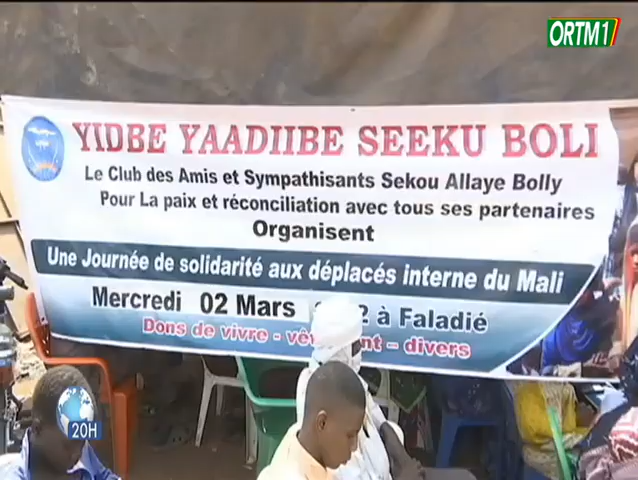 ORTM1
YIDBE YAADIIBE SEEKU BOLI
Le Club des Amis et Sympathisants Sekou Allaye Bolly
Pour La paix et réconciliation avec tous ses partenaires
Organisent
Une Journée de solidarité aux déplacés interne du Mali
Mercredi 02 Mars 2 à Faladié
Dons de vivre - - divers
20H